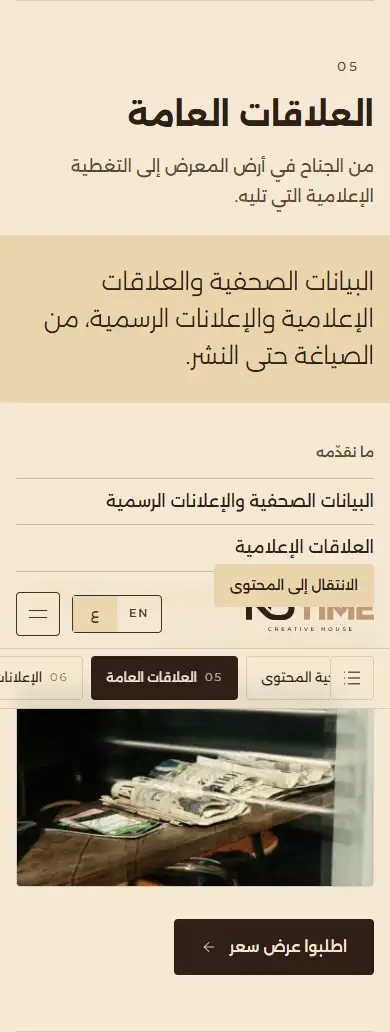 05
العلاقات العامة
من الجناح في أرض المعرض إلى التغطية
الإعلامية التي تليه.
البيانات الصحفية والعلاقات
الإعلامية والإعلانات الرسمية، من
الصياغة حتى النشر.
ما نقدّمه
البيانات الصحفية والإعلانات الرسمية
العلاقات الإعلامية
الانتقال إلى المحتوى
TIME
CREATIVE HOUSE
EN
ع
المحتوى
05 العلاقات العامة
06
اطلبوا عرض سعر